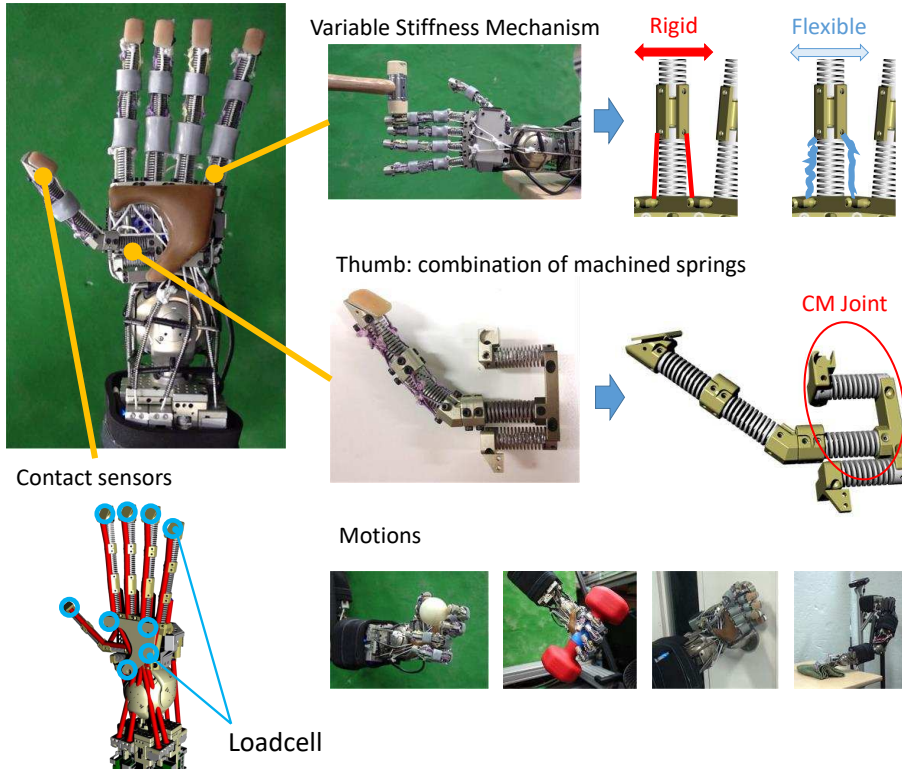 Variable Stiffness Mechanism
Rigid
Flexible
Thumb: combination of machined springs
CM Joint
Contact sensors
Motions
Loadcell